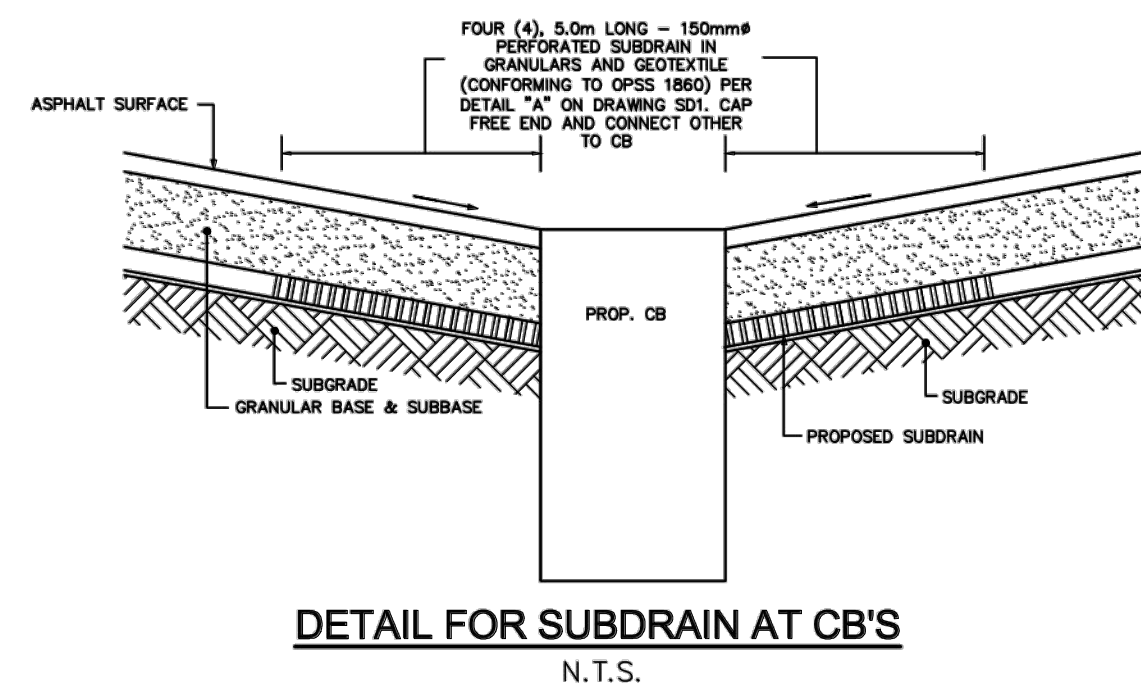 FOUR (4), 5.0m LONG - 150mmø
PERFORATED SUBDRAIN IN
GRANULARS AND GEOTEXTILE
(CONFORMING TO OPSS 1860) PER
DETAIL "A" ON DRAWING SD1. CAP
FREE END AND CONNECT OTHER
TO CB
ASPHALT SURFACE
PROP. CB
SUBGRADE
GRANULAR BASE & SUBBASE
SUBGRADE
PROPOSED SUBDRAIN
DETAIL FOR SUBDRAIN AT CB'S
N.T.S.